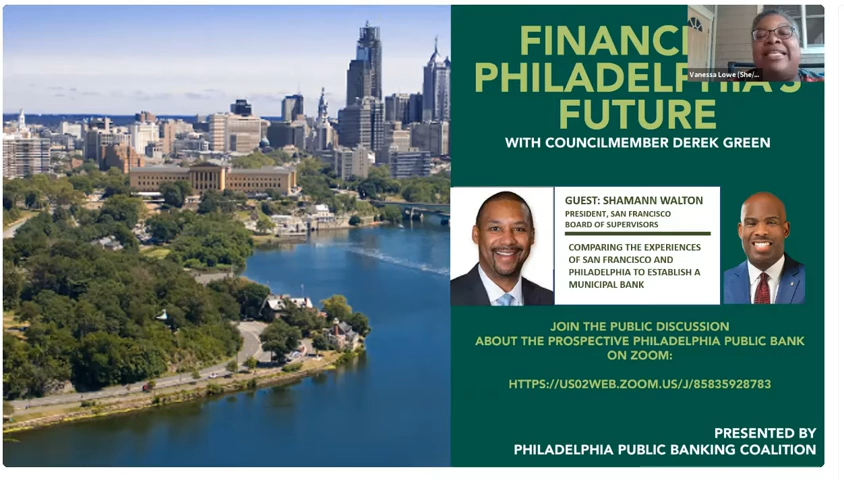 FINANCI
PHILADELPHIA'S
FUTURE
WITH COUNCILMEMBER DEREK GREEN
Vanessa Lowe (She/...
GUEST: SHAMANN WALTON
PRESIDENT, SAN FRANCISCO
BOARD OF SUPERVISORS
COMPARING THE EXPERIENCES
OF SAN FRANCISCO AND
PHILADELPHIA TO ESTABLISH A
MUNICIPAL BANK
JOIN THE PUBLIC DISCUSSION
ABOUT THE PROSPECTIVE PHILADELPHIA PUBLIC BANK
ON ZOOM:
HTTPS://US02WEB.ZOOM.US/J/85835928783
PRESENTED BY
PHILADELPHIA PUBLIC BANKING COALITION